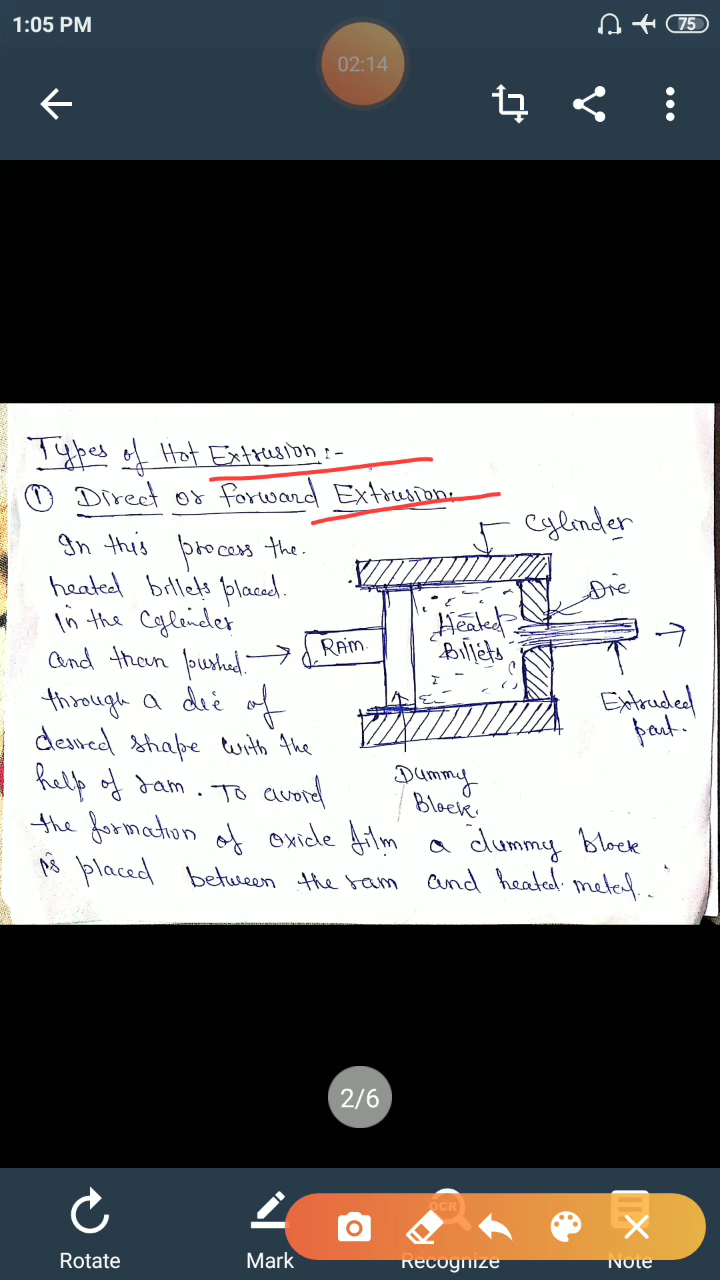 1:05 PM
75
02:14
Types of Hot Extrusion :-
① Direct or forward Extrusion.
In this process the.
heated billets placed.
in the Cylinder
and than pushed.
through a die of
desired shape with the
help of ram. To avoid
the formation of oxide film a dummy block
is placed between the ram and heated metal.
Cylinder
Die
Heated
Billets
RAM
Extruded
part.
Dummy
Block.
2/6
OCR
Rotate
Mark
Recognize
Note